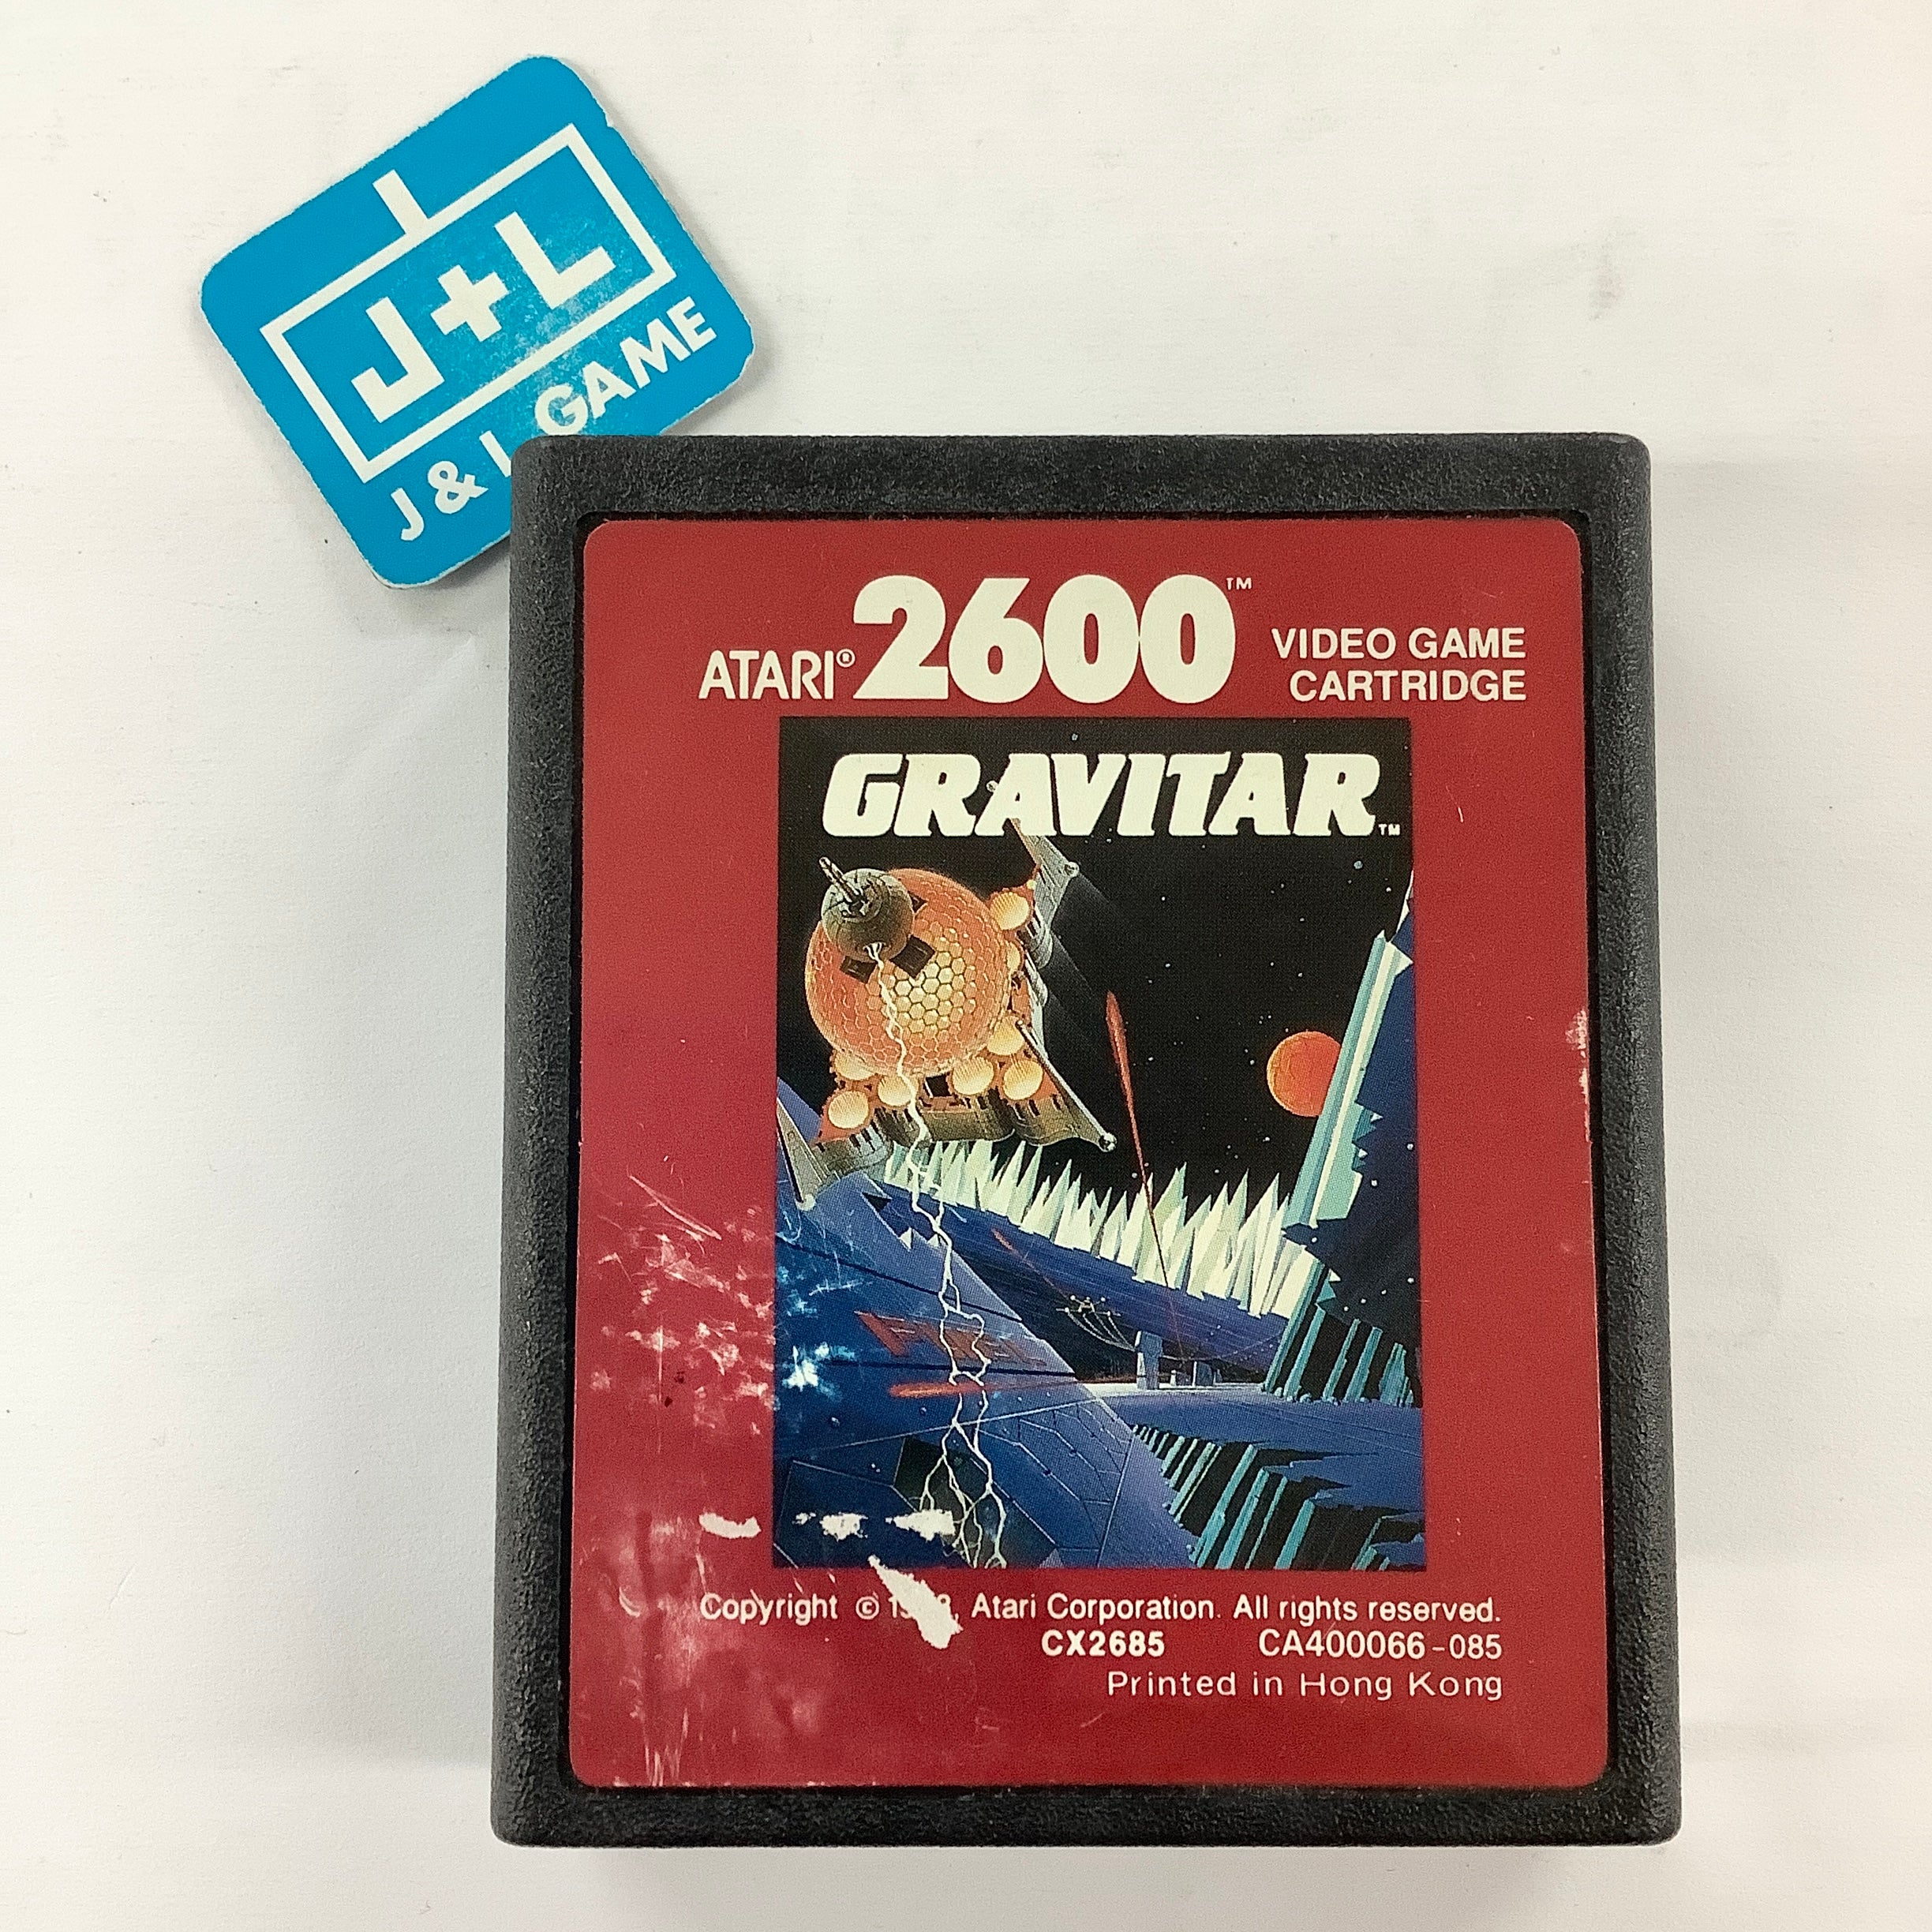 J+L
J & L GAME
ATARI® 2600™ VIDEO GAME
CARTRIDGE
GRAVITAR™
Copyright © , Atari Corporation. All rights reserved.
CX2685 CA400066-085
Printed in Hong Kong